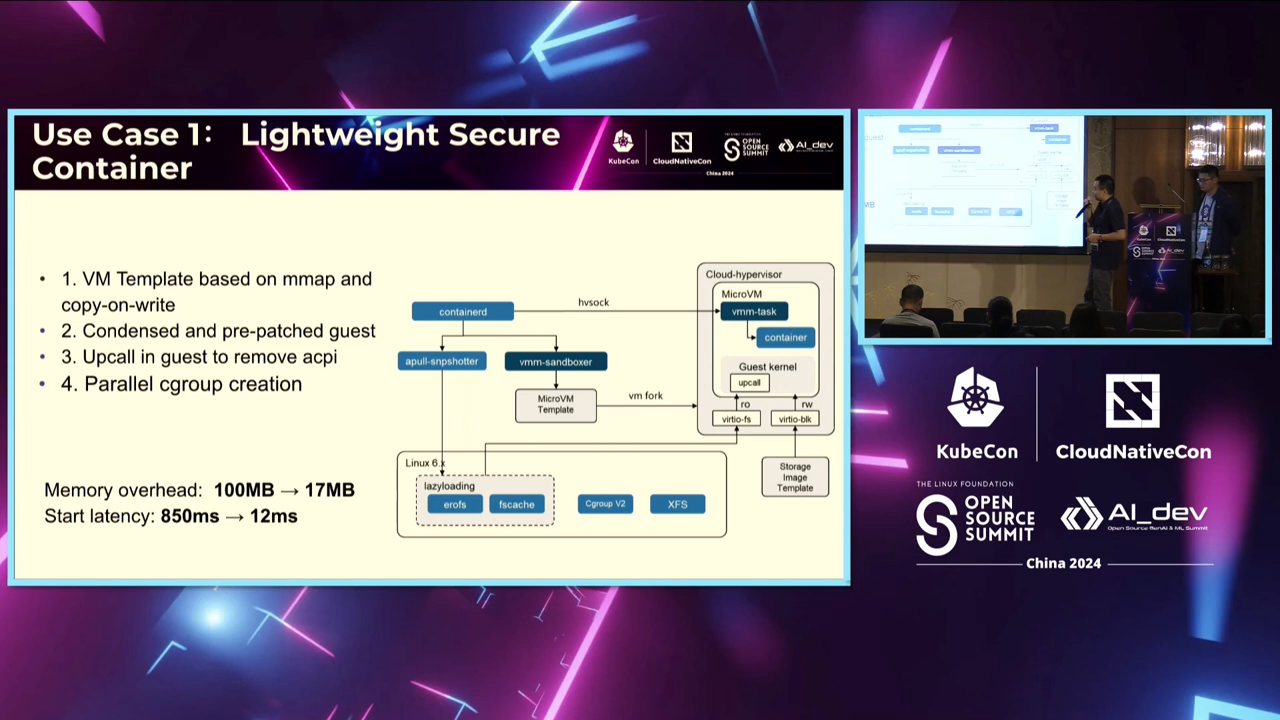 Use Case 1: Lightweight Secure
Container
KubeCon
CloudNativeCon
THE LINUX FOUNDATION
OPEN
SOURCE
SUMMIT
AI_dev
China 2024
• 1. VM Template based on mmap and
copy-on-write
• 2. Condensed and pre-patched guest
• 3. Upcall in guest to remove acpi
• 4. Parallel cgroup creation
Memory overhead: 100MB → 17MB
Start latency: 850ms → 12ms
containerd
hvsock
apull-snpshotter
vmm-sandboxer
MicroVM
Template
vm fork
Cloud-hypervisor
MicroVM
vmm-task
container
Guest kernel
upcall
ro
rw
virtio-fs
virtio-blk
Storage
Image
Template
Linux 6.x
lazyloading
erofs
fscache
Cgroup V2
XFS
KubeCon
CloudNativeCon
THE LINUX FOUNDATION
OPEN
SOURCE
SUMMIT
AI_dev
Open Source GenAI & ML Summit
China 2024